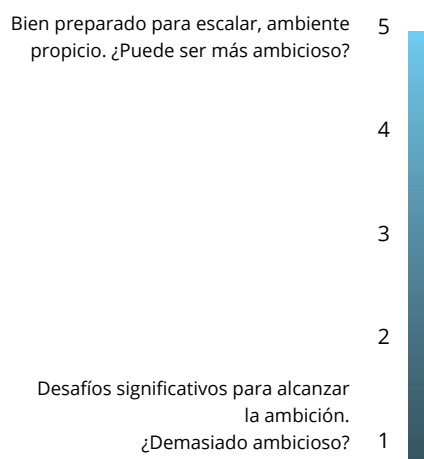 Bien preparado para escalar, ambiente
propicio. ¿Puede ser más ambicioso?
5
4
3
2
Desafíos significativos para alcanzar
la ambición.
¿Demasiado ambicioso?
1